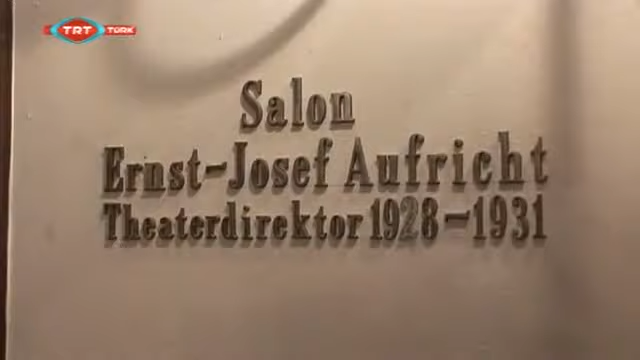 TRT TÜRK
Salon
Ernst-Josef Aufricht
Theaterdirektor 1928-1931